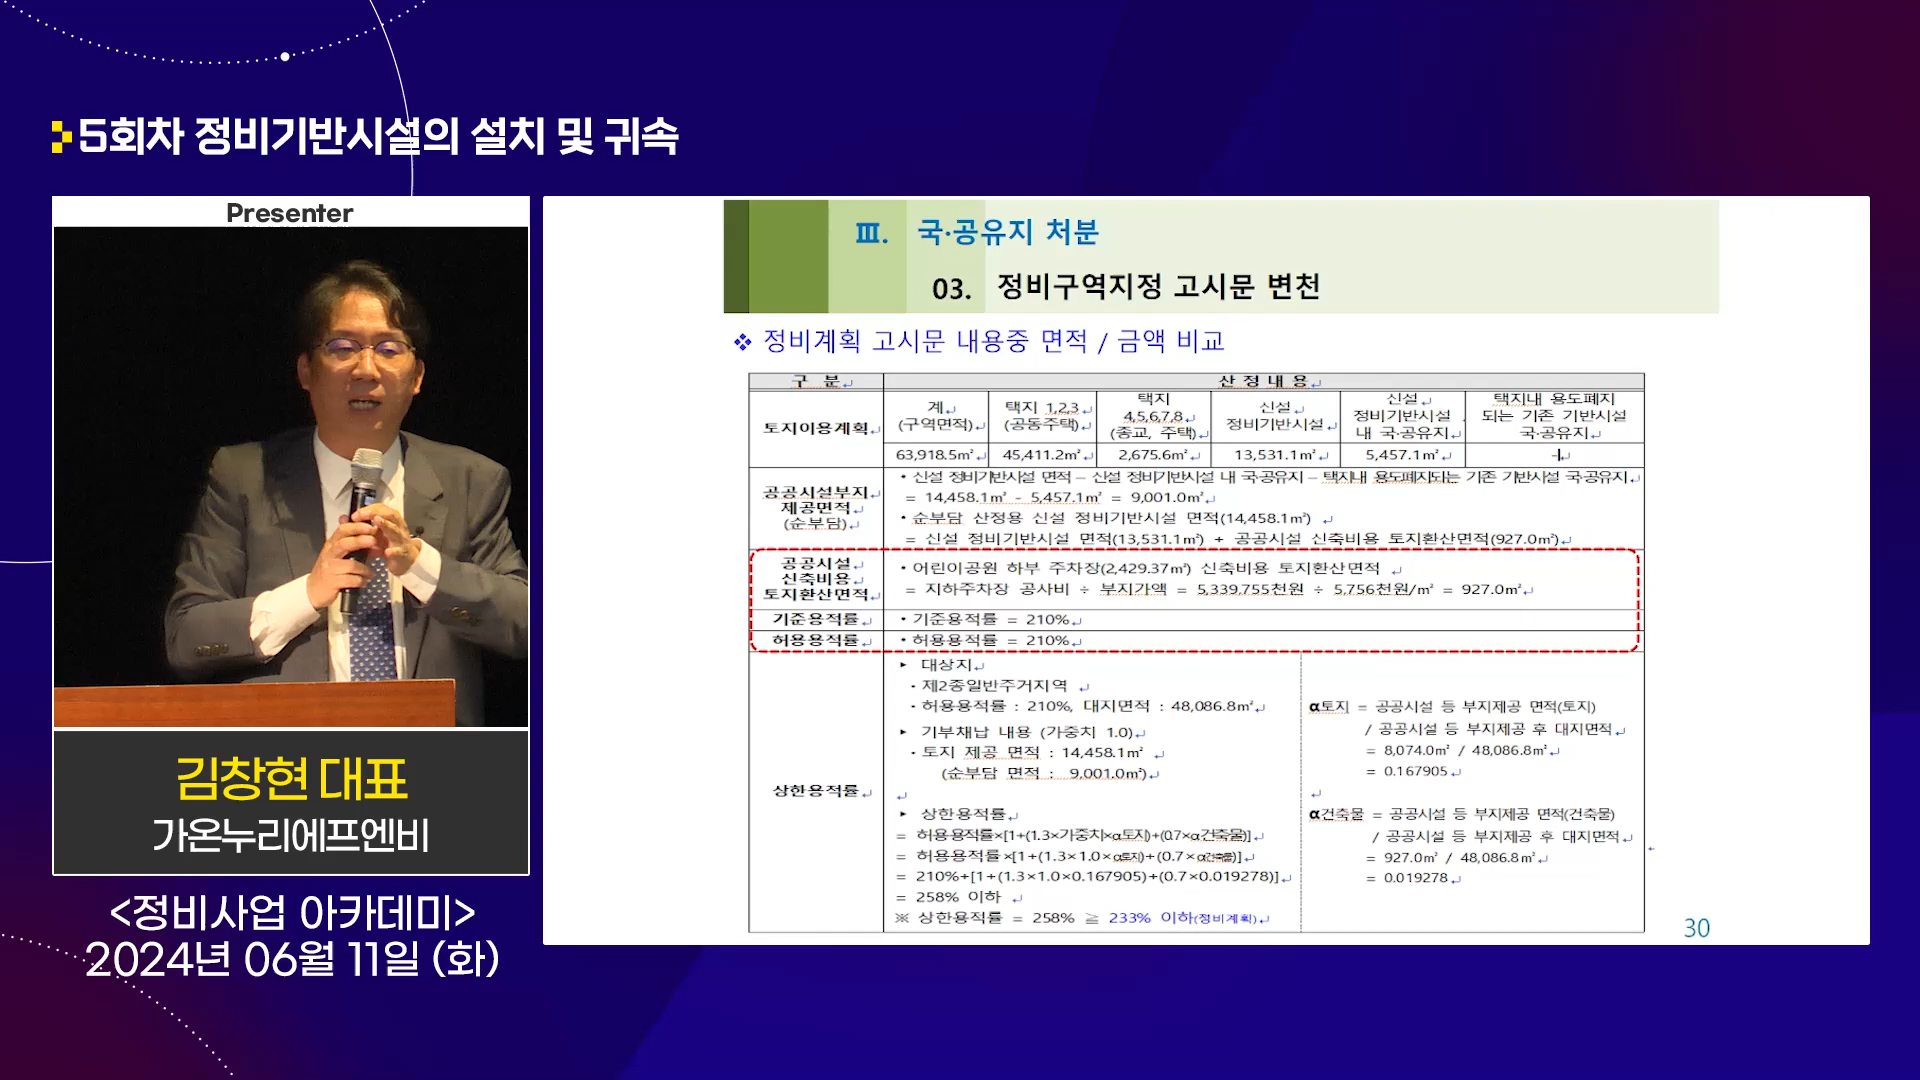 5회차 정비기반시설의 설치 및 귀속
Presenter
김창현 대표
가온누리에프엔비
<정비사업 아카데미>
2024년 06월 11일 (화)
Ⅲ. 국·공유지 처분
03. 정비구역지정 고시문 변천
❖ 정비계획 고시문 내용중 면적 / 금액 비교
구 분 산 정 내 용
토지이용계획
계 (구역면적)
택지 1,2,3 (공동주택)
택지 4,5,6,7,8 (종교, 주택)
신설 정비기반시설
신설 정비기반시설 내 국·공유지
택지내 용도폐지 되는 기존 기반시설 국·공유지
63,918.5㎡ 45,411.2㎡ 2,675.6㎡ 13,531.1㎡ 5,457.1㎡ -
공공시설부지 제공면적 (순부담)
• 신설 정비기반시설 면적 – 신설 정비기반시설 내 국·공유지 – 택지내 용도폐지되는 기존 기반시설 국·공유지
= 14,458.1㎡ - 5,457.1㎡ = 9,001.0㎡
• 순부담 산정용 신설 정비기반시설 면적(14,458.1㎡)
= 신설 정비기반시설 면적(13,531.1㎡) + 공공시설 신축비용 토지환산면적(927.0㎡)
공공시설 신축비용 토지환산면적
• 어린이공원 하부 주차장(2,429.37㎡) 신축비용 토지환산면적
= 지하주차장 공사비 ÷ 부지가액 = 5,339,755천원 ÷ 5,756천원/㎡ = 927.0㎡
기준용적률 • 기준용적률 = 210%
허용용적률 • 허용용적률 = 210%
상한용적률
▸ 대상지
· 제2종일반주거지역
· 허용용적률 : 210%, 대지면적 : 48,086.8㎡
▸ 기부채납 내용 (가중치 1.0)
· 토지 제공 면적 : 14,458.1㎡
(순부담 면적 : 9,001.0㎡)
▸ 상한용적률
= 허용용적률×[1+(1.3×가중치×α토지)+(0.7×α건축물)]
= 허용용적률×[1+(1.3×1.0×α토지)+(0.7×α건축물)]
= 210%+[1+(1.3×1.0×0.167905)+(0.7×0.019278)]
= 258% 이하
※ 상한용적률 = 258% ≧ 233% 이하(정비계획)
α토지 = 공공시설 등 부지제공 면적(토지)
/ 공공시설 등 부지제공 후 대지면적
= 8,074.0㎡ / 48,086.8㎡
= 0.167905
α건축물 = 공공시설 등 부지제공 면적(건축물)
/ 공공시설 등 부지제공 후 대지면적
= 927.0㎡ / 48,086.8㎡
= 0.019278
30